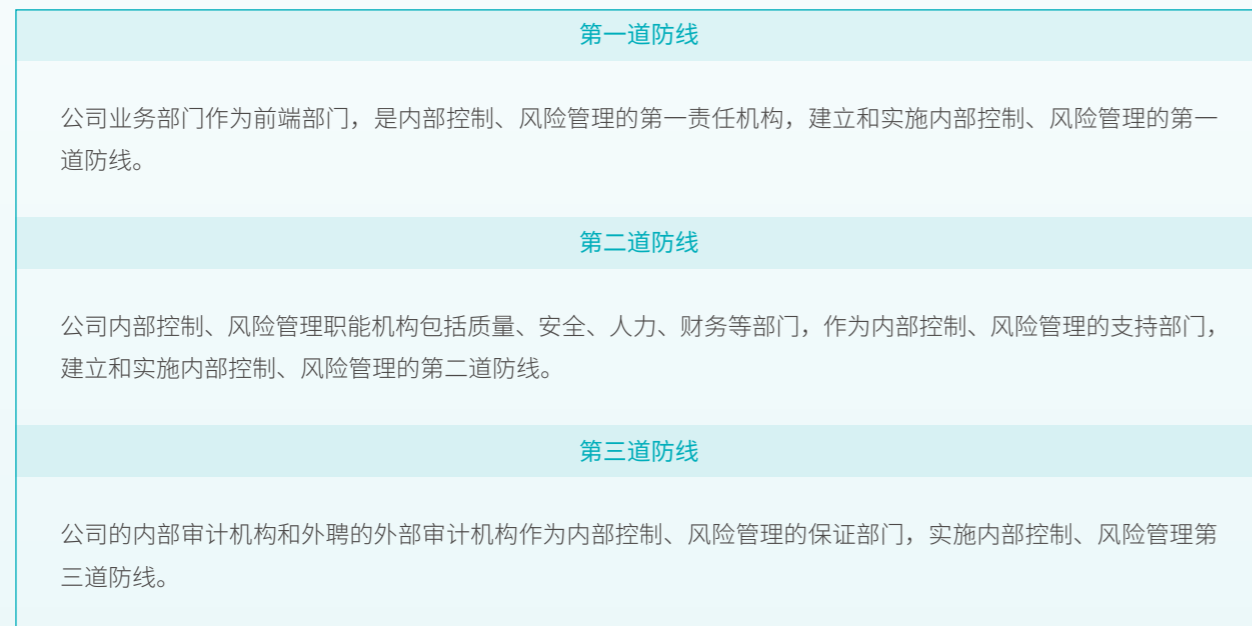 第一道防线
公司业务部门作为前端部门，是内部控制、风险管理的第一责任机构，建立和实施内部控制、风险管理的第一
道防线。
第二道防线
公司内部控制、风险管理职能机构包括质量、安全、人力、财务等部门，作为内部控制、风险管理的支持部门，
建立和实施内部控制、风险管理的第二道防线。
第三道防线
公司的内部审计机构和外聘的外部审计机构作为内部控制、风险管理的保证部门，实施内部控制、风险管理第
三道防线。